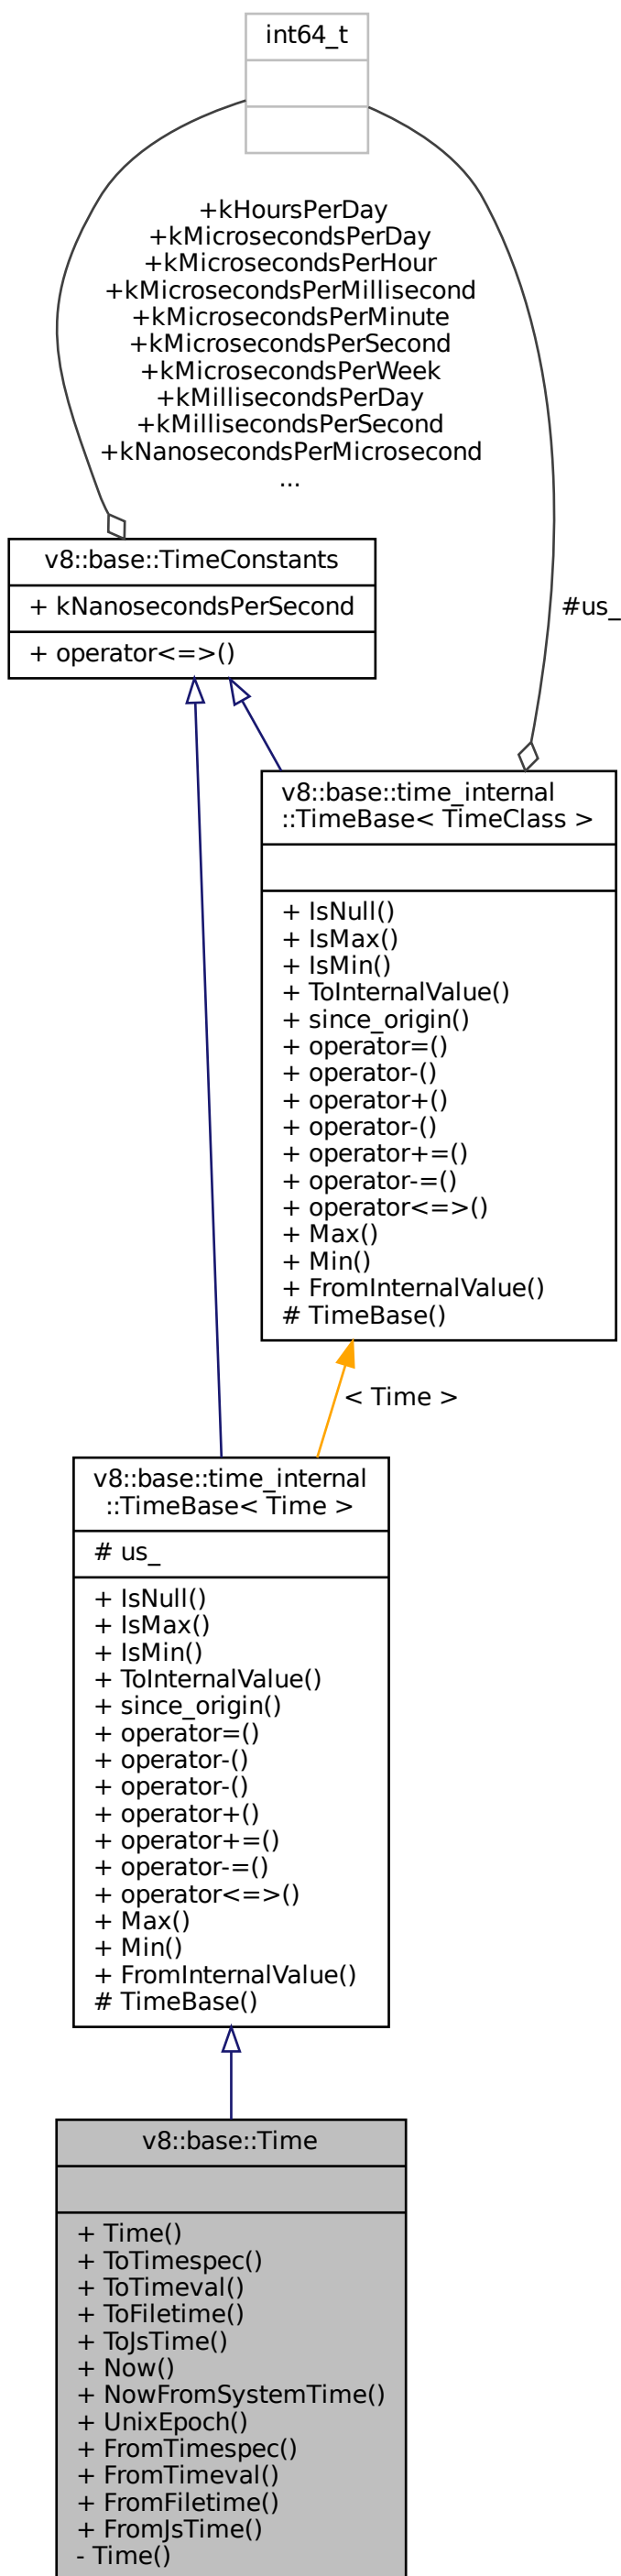 int64_t
+kHoursPerDay
+kMicrosecondsPerDay
+kMicrosecondsPerHour
+kMicrosecondsPerMillisecond
+kMicrosecondsPerMinute
+kMicrosecondsPerSecond
+kMicrosecondsPerWeek
+kMillisecondsPerDay
+kMillisecondsPerSecond
+kNanosecondsPerMicrosecond
...
v8::base::TimeConstants
+ kNanosecondsPerSecond
+ operator<=>()
#us_
v8::base::time_internal
::TimeBase< TimeClass >
+ IsNull()
+ IsMax()
+ IsMin()
+ ToInternalValue()
+ since_origin()
+ operator=()
+ operator-()
+ operator+()
+ operator-()
+ operator+=()
+ operator-=()
+ operator<=>()
+ Max()
+ Min()
+ FromInternalValue()
# TimeBase()
< Time >
v8::base::time_internal
::TimeBase< Time >
# us_
+ IsNull()
+ IsMax()
+ IsMin()
+ ToInternalValue()
+ since_origin()
+ operator=()
+ operator-()
+ operator-()
+ operator+()
+ operator+=()
+ operator-=()
+ operator<=>()
+ Max()
+ Min()
+ FromInternalValue()
# TimeBase()
v8::base::Time
+ Time()
+ ToTimespec()
+ ToTimeval()
+ ToFiletime()
+ ToJsTime()
+ Now()
+ NowFromSystemTime()
+ UnixEpoch()
+ FromTimespec()
+ FromTimeval()
+ FromFiletime()
+ FromJsTime()
- Time()